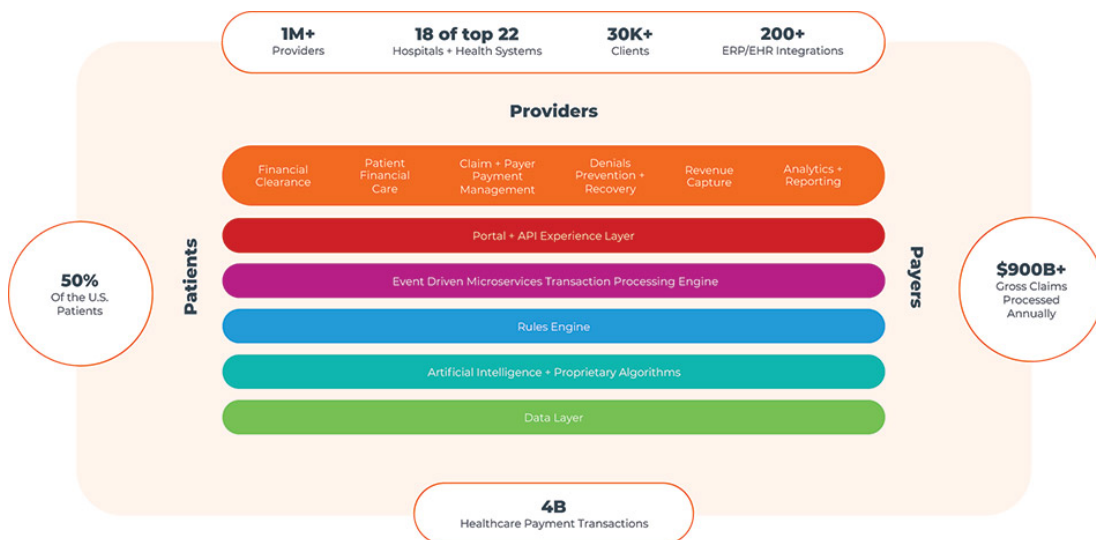 1M+
Providers
18 of top 22
Hospitals + Health Systems
30K+
Clients
200+
ERP/EHR Integrations
Providers
Financial
Clearance
Patient
Financial
Care
Claim + Payer
Payment
Management
Denials
Prevention +
Recovery
Revenue
Capture
Analytics +
Reporting
Portal + API Experience Layer
Event Driven Microservices Transaction Processing Engine
Rules Engine
Artificial Intelligence + Proprietary Algorithms
Data Layer
Patients
50%
Of the U.S.
Patients
Payers
$900B+
Gross Claims
Processed
Annually
4B
Healthcare Payment Transactions